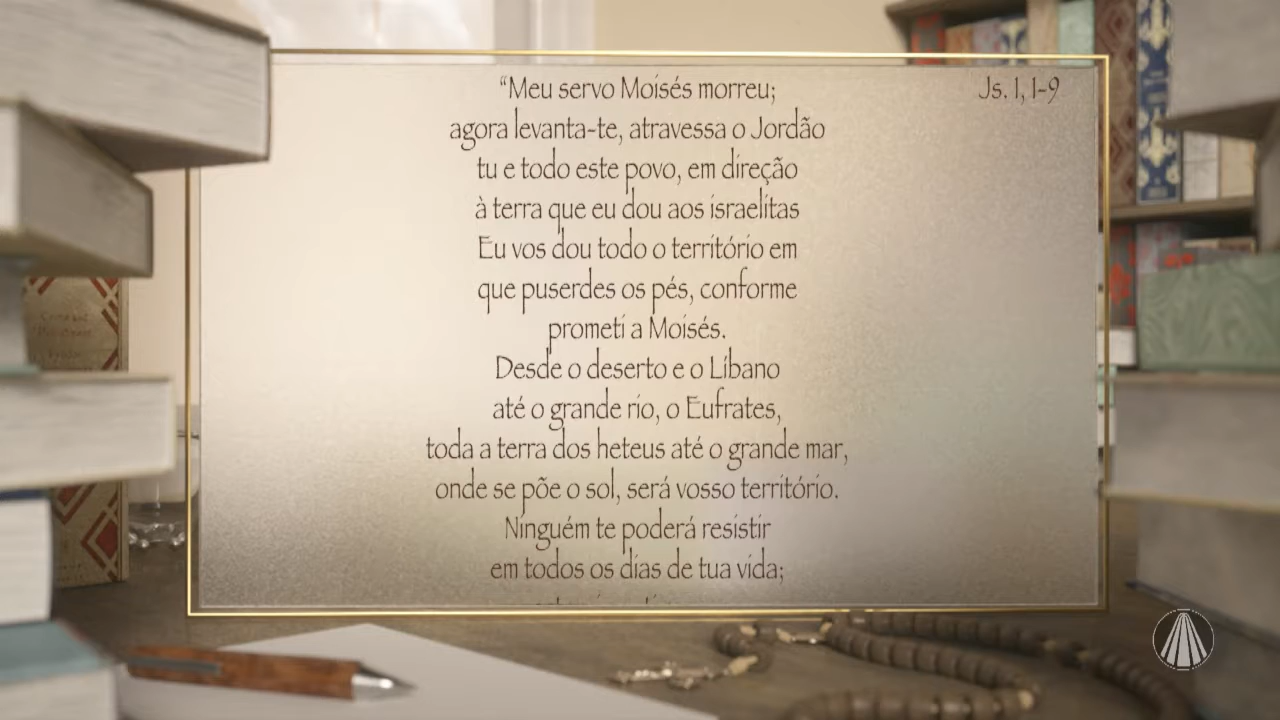 “Meu servo Moisés morreu;
Js. 1, 1-9
agora levanta-te, atravessa o Jordão
tu e todo este povo, em direção
à terra que eu dou aos israelitas
Eu vos dou todo o território em
que puserdes os pés, conforme
prometi a Moisés.
Desde o deserto e o Líbano
até o grande rio, o Eufrates,
toda a terra dos heteus até o grande mar,
onde se põe o sol, será vosso território.
Ninguém te poderá resistir
em todos os dias de tua vida;